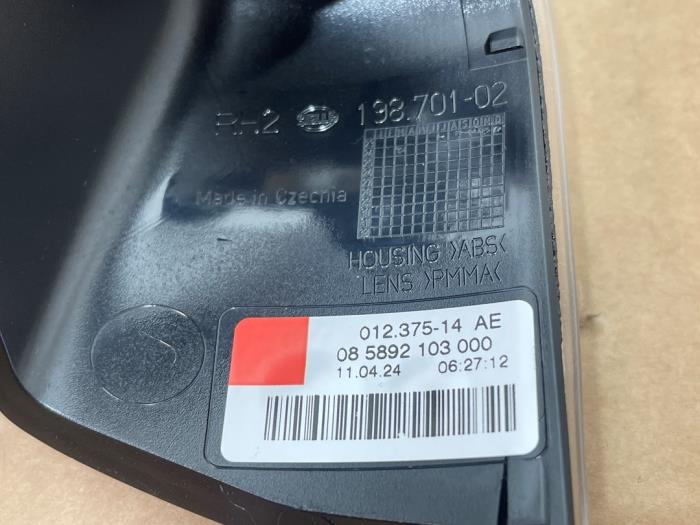 RH2 HELLA 198.701-02
J F M A M J J A S O N D
Made in Czechia
HOUSING >ABS<
LENS >PMMA<
012.375-14 AE
08 5892 103 000
11.04.24 06:27:12